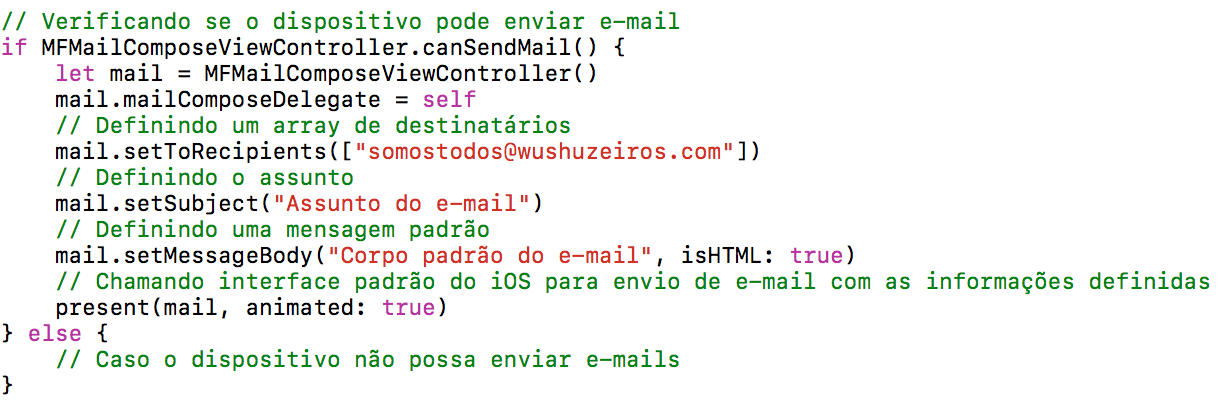 // Verificando se o dispositivo pode enviar e-mail
if MFMailComposeViewController.canSendMail() {
    let mail = MFMailComposeViewController()
    mail.mailComposeDelegate = self
    // Definindo um array de destinatários
    mail.setToRecipients(["somostodos@wushuzeiros.com"])
    // Definindo o assunto
    mail.setSubject("Assunto do e-mail")
    // Definindo uma mensagem padrão
    mail.setMessageBody("Corpo padrão do e-mail", isHTML: true)
    // Chamando interface padrão do iOS para envio de e-mail com as informações definidas
    present(mail, animated: true)
} else {
    // Caso o dispositivo não possa enviar e-mails
}